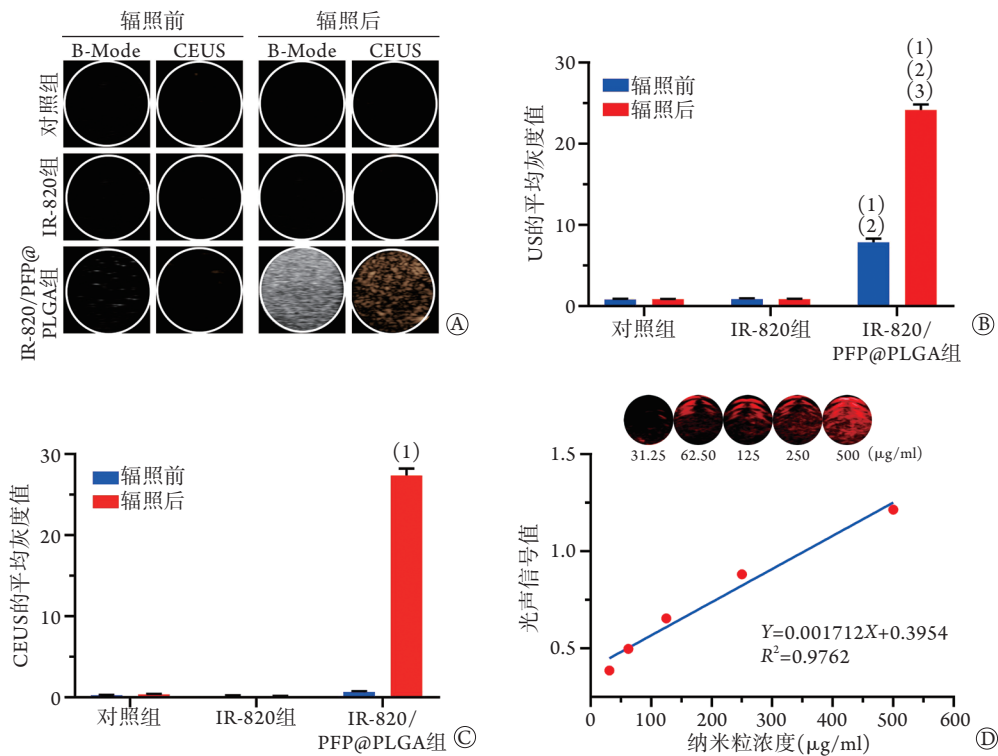 辐照前 辐照后
B-Mode CEUS B-Mode CEUS
对照组
IR-820组
IR-820/PFP@
PLGA组
Ⓐ
30
20
10
0
US的平均灰度值
辐照前
辐照后
(1)
(2)
(1)
(2)
(3)
对照组 IR-820组 IR-820/
PFP@PLGA组
Ⓑ
30
20
10
0
CEUS的平均灰度值
辐照前
辐照后
(1)
对照组 IR-820组 IR-820/
PFP@PLGA组
Ⓒ
31.25 62.50 125 250 500 (μg/ml)
1.5
1.0
0.5
光声信号值
Y=0.001712X+0.3954
R²=0.9762
0 100 200 300 400 500 600
纳米粒浓度(μg/ml)
Ⓓ